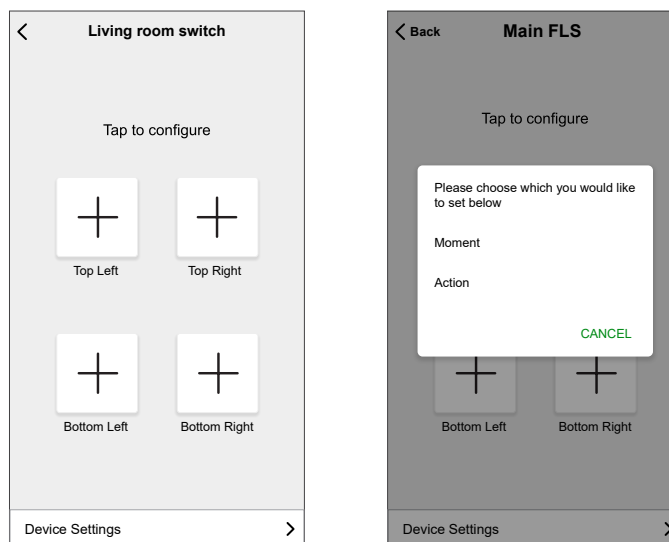 Living room switch
Tap to configure
Top Left
Top Right
Bottom Left
Bottom Right
Device Settings
Back
Main FLS
Tap to configure
Please choose which you would like
to set below
Moment
Action
CANCEL
Bottom Left
Bottom Right
Device Settings